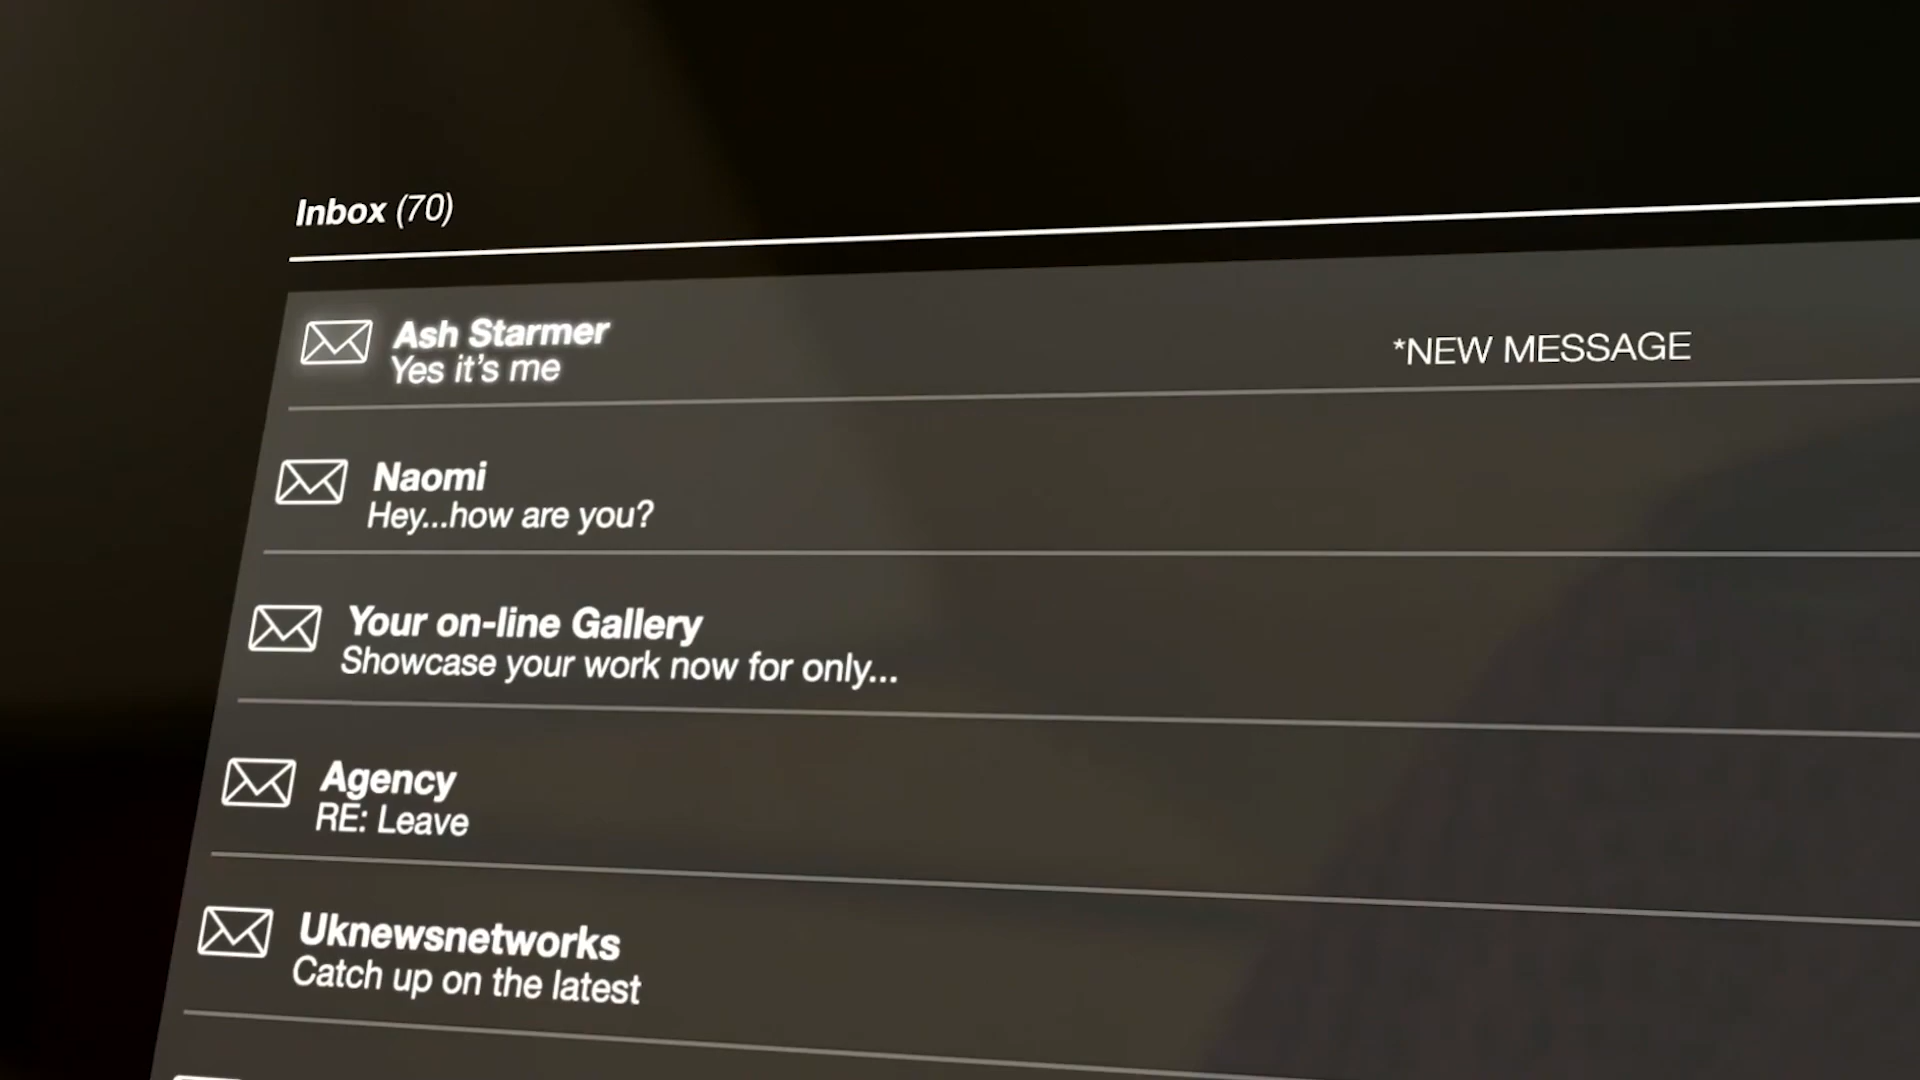 Inbox (70)
Ash Starmer
Yes it's me
*NEW MESSAGE
Naomi
Hey...how are you?
Your on-line Gallery
Showcase your work now for only...
Agency
RE: Leave
Uknewsnetworks
Catch up on the latest